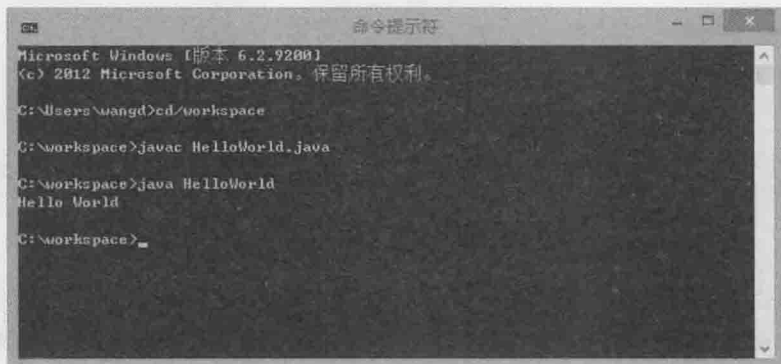 命令提示符
Microsoft Windows [版本 6.2.9200]
(c) 2012 Microsoft Corporation。保留所有权利。
C:\Users\wangd>cd/workspace
C:\workspace>javac HelloWorld.java
C:\workspace>java HelloWorld
Hello World
C:\workspace>